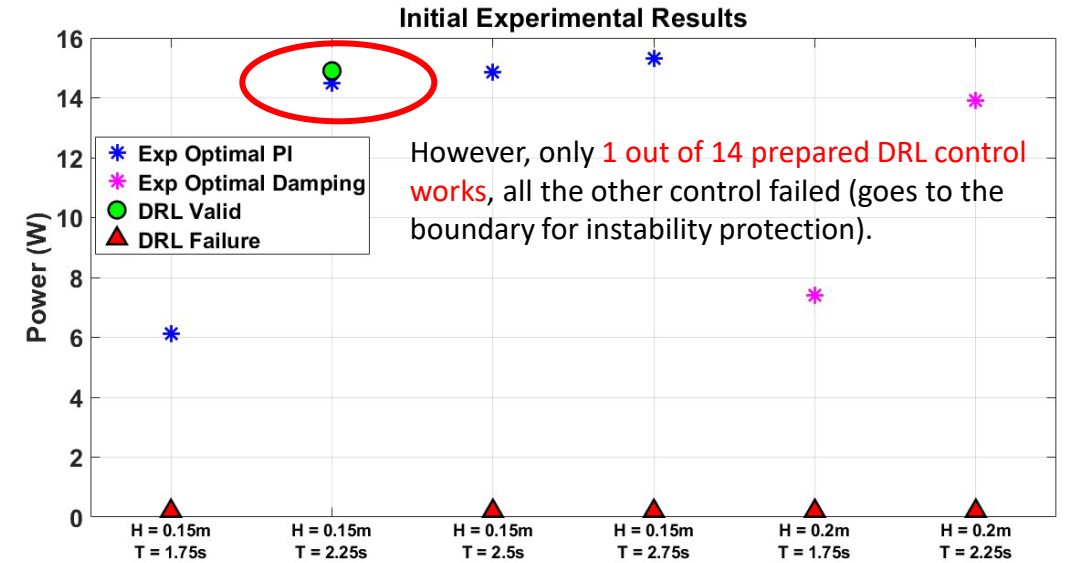 Initial Experimental Results
16
14
12
10
8
6
4
2
0
Power (W)
Exp Optimal PI
Exp Optimal Damping
DRL Valid
DRL Failure
However, only 1 out of 14 prepared DRL control
works, all the other control failed (goes to the
boundary for instability protection).
H = 0.15m
T = 1.75s
H = 0.15m
T = 2.25s
H = 0.15m
T = 2.5s
H = 0.15m
T = 2.75s
H = 0.2m
T = 1.75s
H = 0.2m
T = 2.25s